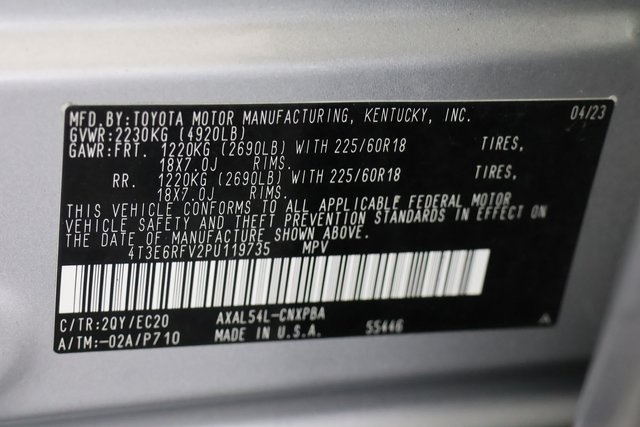 MFD.BY:TOYOTA MOTOR MANUFACTURING, KENTUCKY, INC. 04/23
GVWR:2230KG (4920LB)
GAWR:FRT. 1220KG (2690LB) WITH 225/60R18 TIRES,
18X7.0J RIMS.
RR. 1220KG (2690LB) WITH 225/60R18 TIRES,
18X7.0J RIMS.
THIS VEHICLE CONFORMS TO ALL APPLICABLE FEDERAL MOTOR
VEHICLE SAFETY AND THEFT PREVENTION STANDARDS IN EFFECT ON
THE DATE OF MANUFACTURE SHOWN ABOVE.
4T3E6RFV2PU119735 MPV
C/TR:2QY/EC20 AXAL54L-CNXPBA
A/TM:-02A/P710 MADE IN U.S.A. 55446